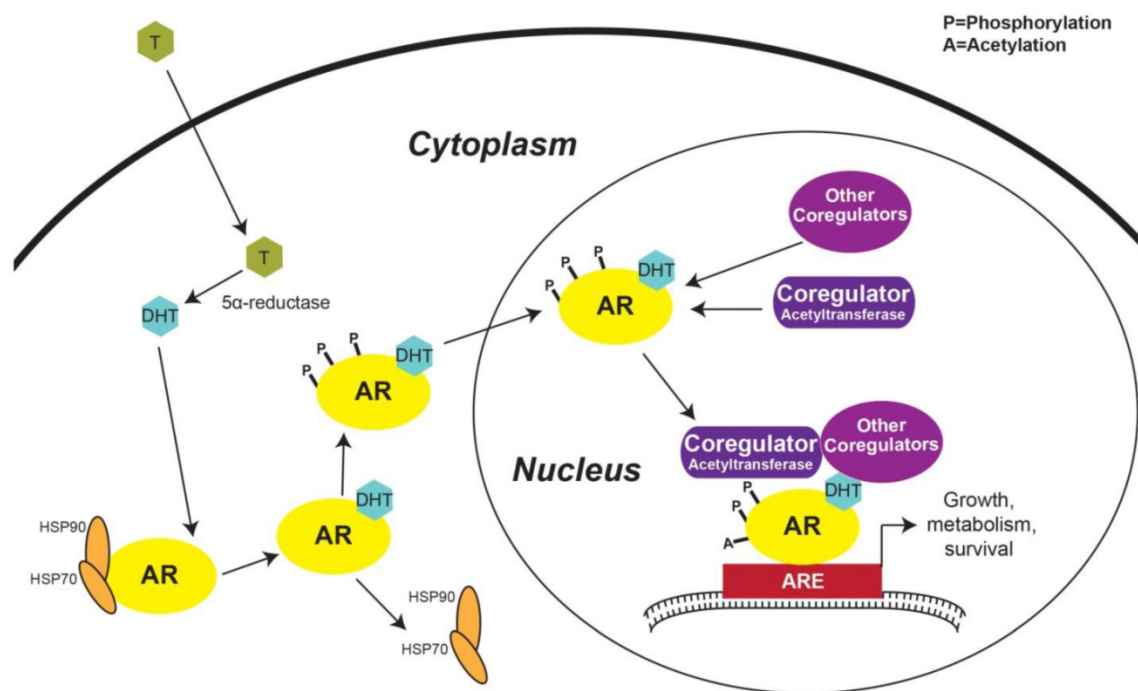 P=Phosphorylation
A=Acetylation
T
Cytoplasm
T
5α-reductase
DHT
Other
Coregulators
P
P
P
DHT
AR
Coregulator
Acetyltransferase
P
P
P
DHT
AR
Coregulator
Acetyltransferase
Other
Coregulators
Nucleus
DHT
P
P
A
AR
Growth,
metabolism,
survival
ARE
HSP90
HSP70
AR
DHT
AR
HSP90
HSP70